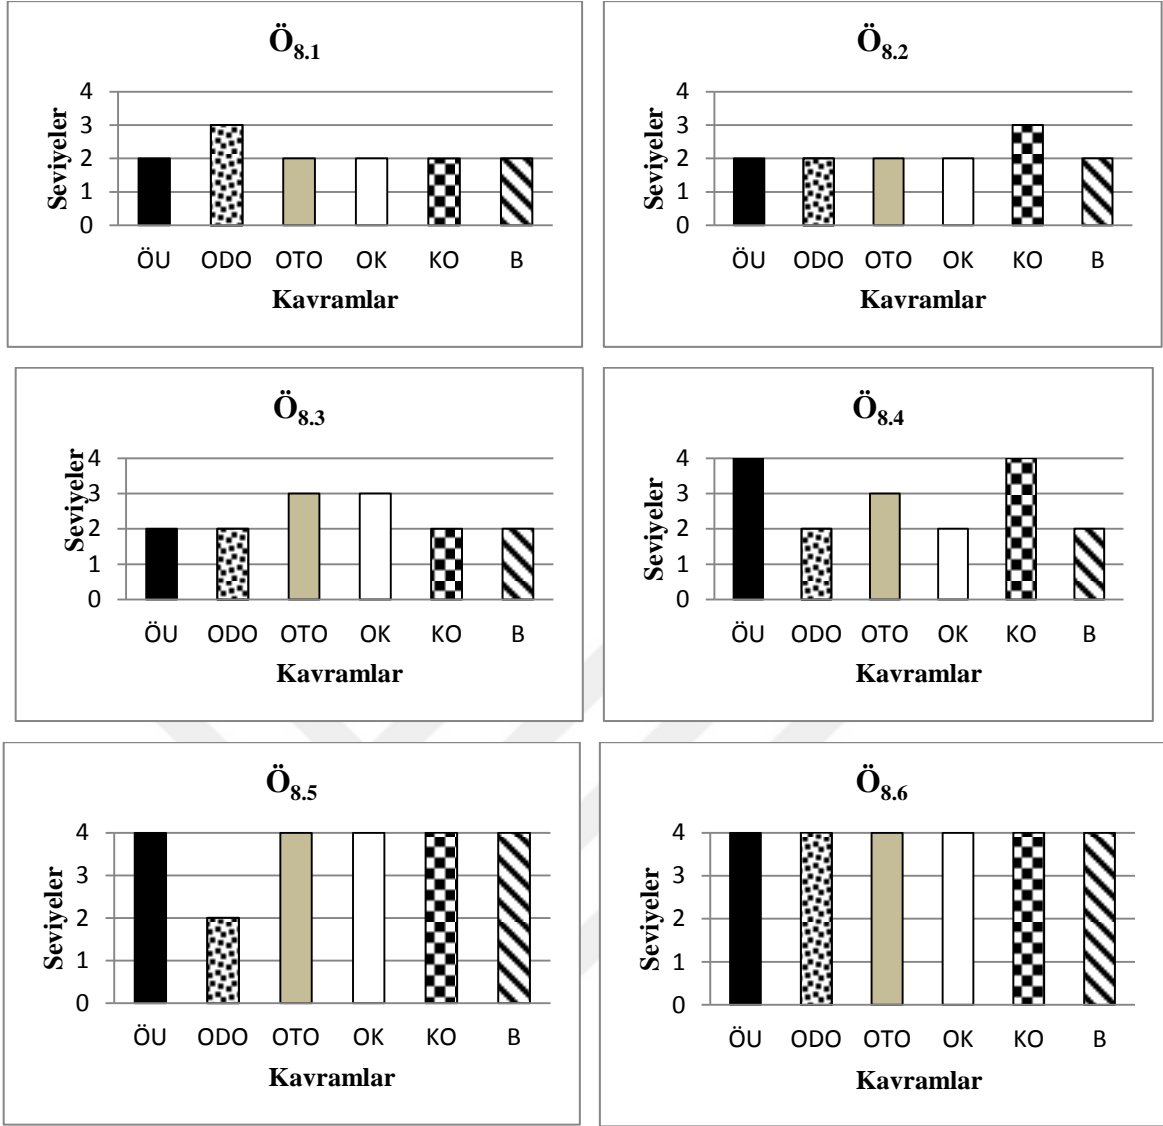 Ö8.1
4
3
2
1
0
Seviyeler
ÖU ODO OTO OK KO B
Kavramlar
Ö8.2
4
3
2
1
0
Seviyeler
ÖU ODO OTO OK KO B
Kavramlar
Ö8.3
4
3
2
1
0
Seviyeler
ÖU ODO OTO OK KO B
Kavramlar
Ö8.4
4
3
2
1
0
Seviyeler
ÖU ODO OTO OK KO B
Kavramlar
Ö8.5
4
3
2
1
0
Seviyeler
ÖU ODO OTO OK KO B
Kavramlar
Ö8.6
4
3
2
1
0
Seviyeler
ÖU ODO OTO OK KO B
Kavramlar